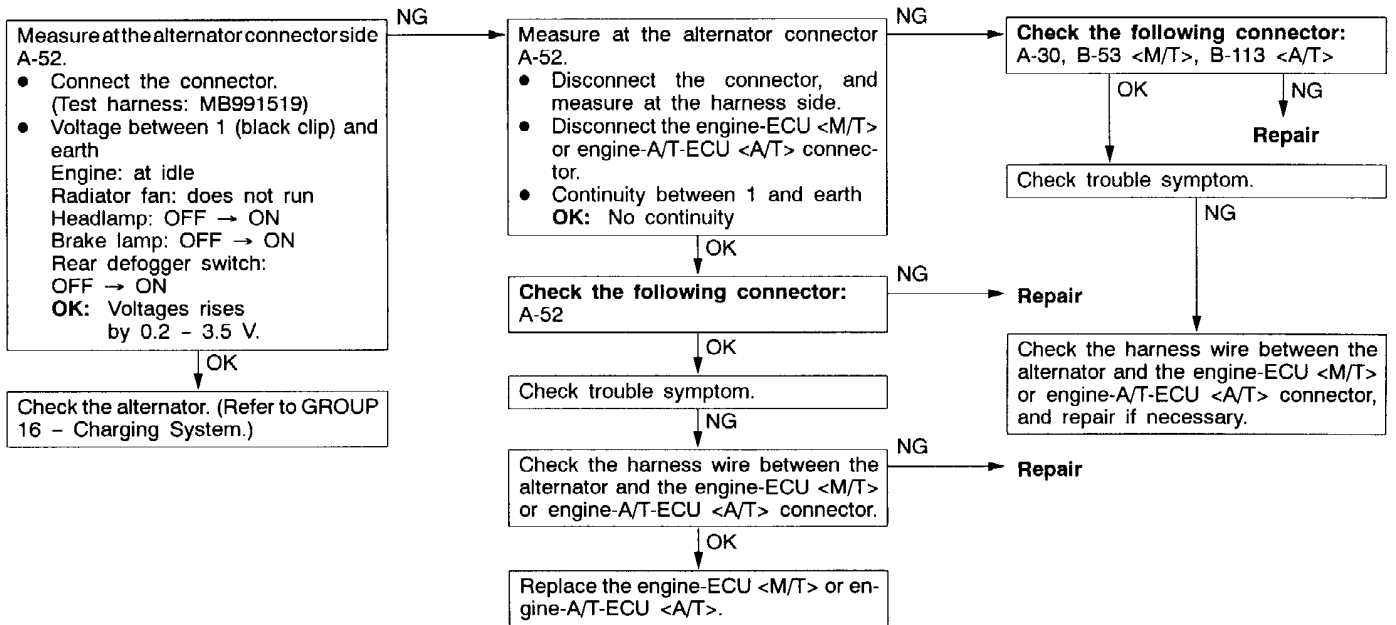 Measure at the alternator connector side
A-52.
● Connect the connector.
(Test harness: MB991519)
● Voltage between 1 (black clip) and
earth
Engine: at idle
Radiator fan: does not run
Headlamp: OFF → ON
Brake lamp: OFF → ON
Rear defogger switch:
OFF → ON
OK: Voltages rises
by 0.2 – 3.5 V.
NG
OK
Check the alternator. (Refer to GROUP
16 – Charging System.)
Measure at the alternator connector
A-52.
● Disconnect the connector, and
measure at the harness side.
● Disconnect the engine-ECU <M/T>
or engine-A/T-ECU <A/T> connec-
tor.
● Continuity between 1 and earth
OK: No continuity
NG
OK
Check the following connector:
A-52
NG
Repair
OK
Check trouble symptom.
NG
Check the harness wire between the
alternator and the engine-ECU <M/T>
or engine-A/T-ECU <A/T> connector.
NG
Repair
OK
Replace the engine-ECU <M/T> or en-
gine-A/T-ECU <A/T>.
Check the following connector:
A-30, B-53 <M/T>, B-113 <A/T>
OK
NG
Repair
Check trouble symptom.
NG
Check the harness wire between the
alternator and the engine-ECU <M/T>
or engine-A/T-ECU <A/T> connector,
and repair if necessary.